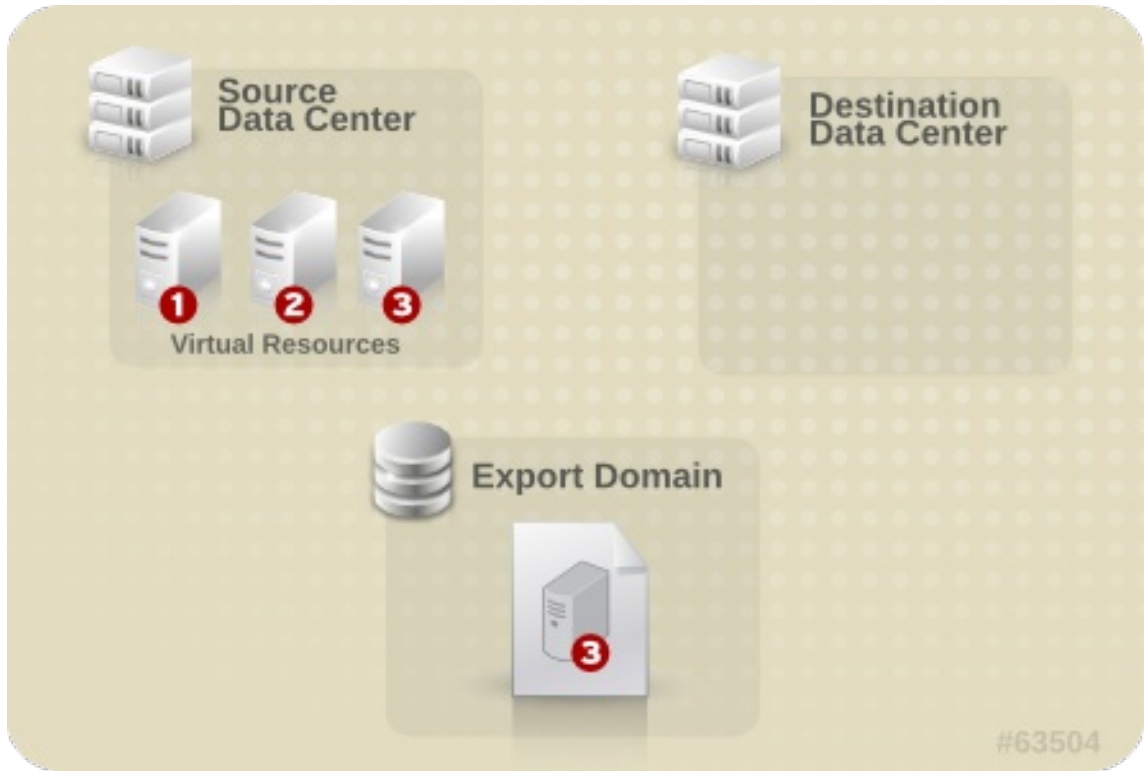 Source
Data Center
Destination
Data Center
1
2
3
Virtual Resources
Export Domain
3
#63504